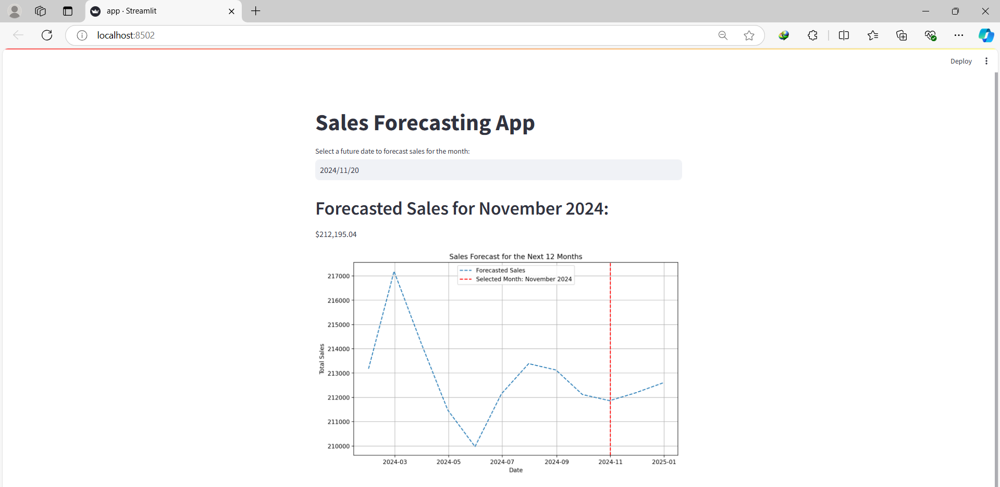 app · Streamlit
localhost:8502
Deploy
Sales Forecasting App
Select a future date to forecast sales for the month:
2024/11/20
Forecasted Sales for November 2024:
$212,195.04
Sales Forecast for the Next 12 Months
Forecasted Sales
Selected Month: November 2024
217000
216000
215000
214000
213000
212000
211000
210000
Total Sales
2024-03 2024-05 2024-07 2024-09 2024-11 2025-01
Date